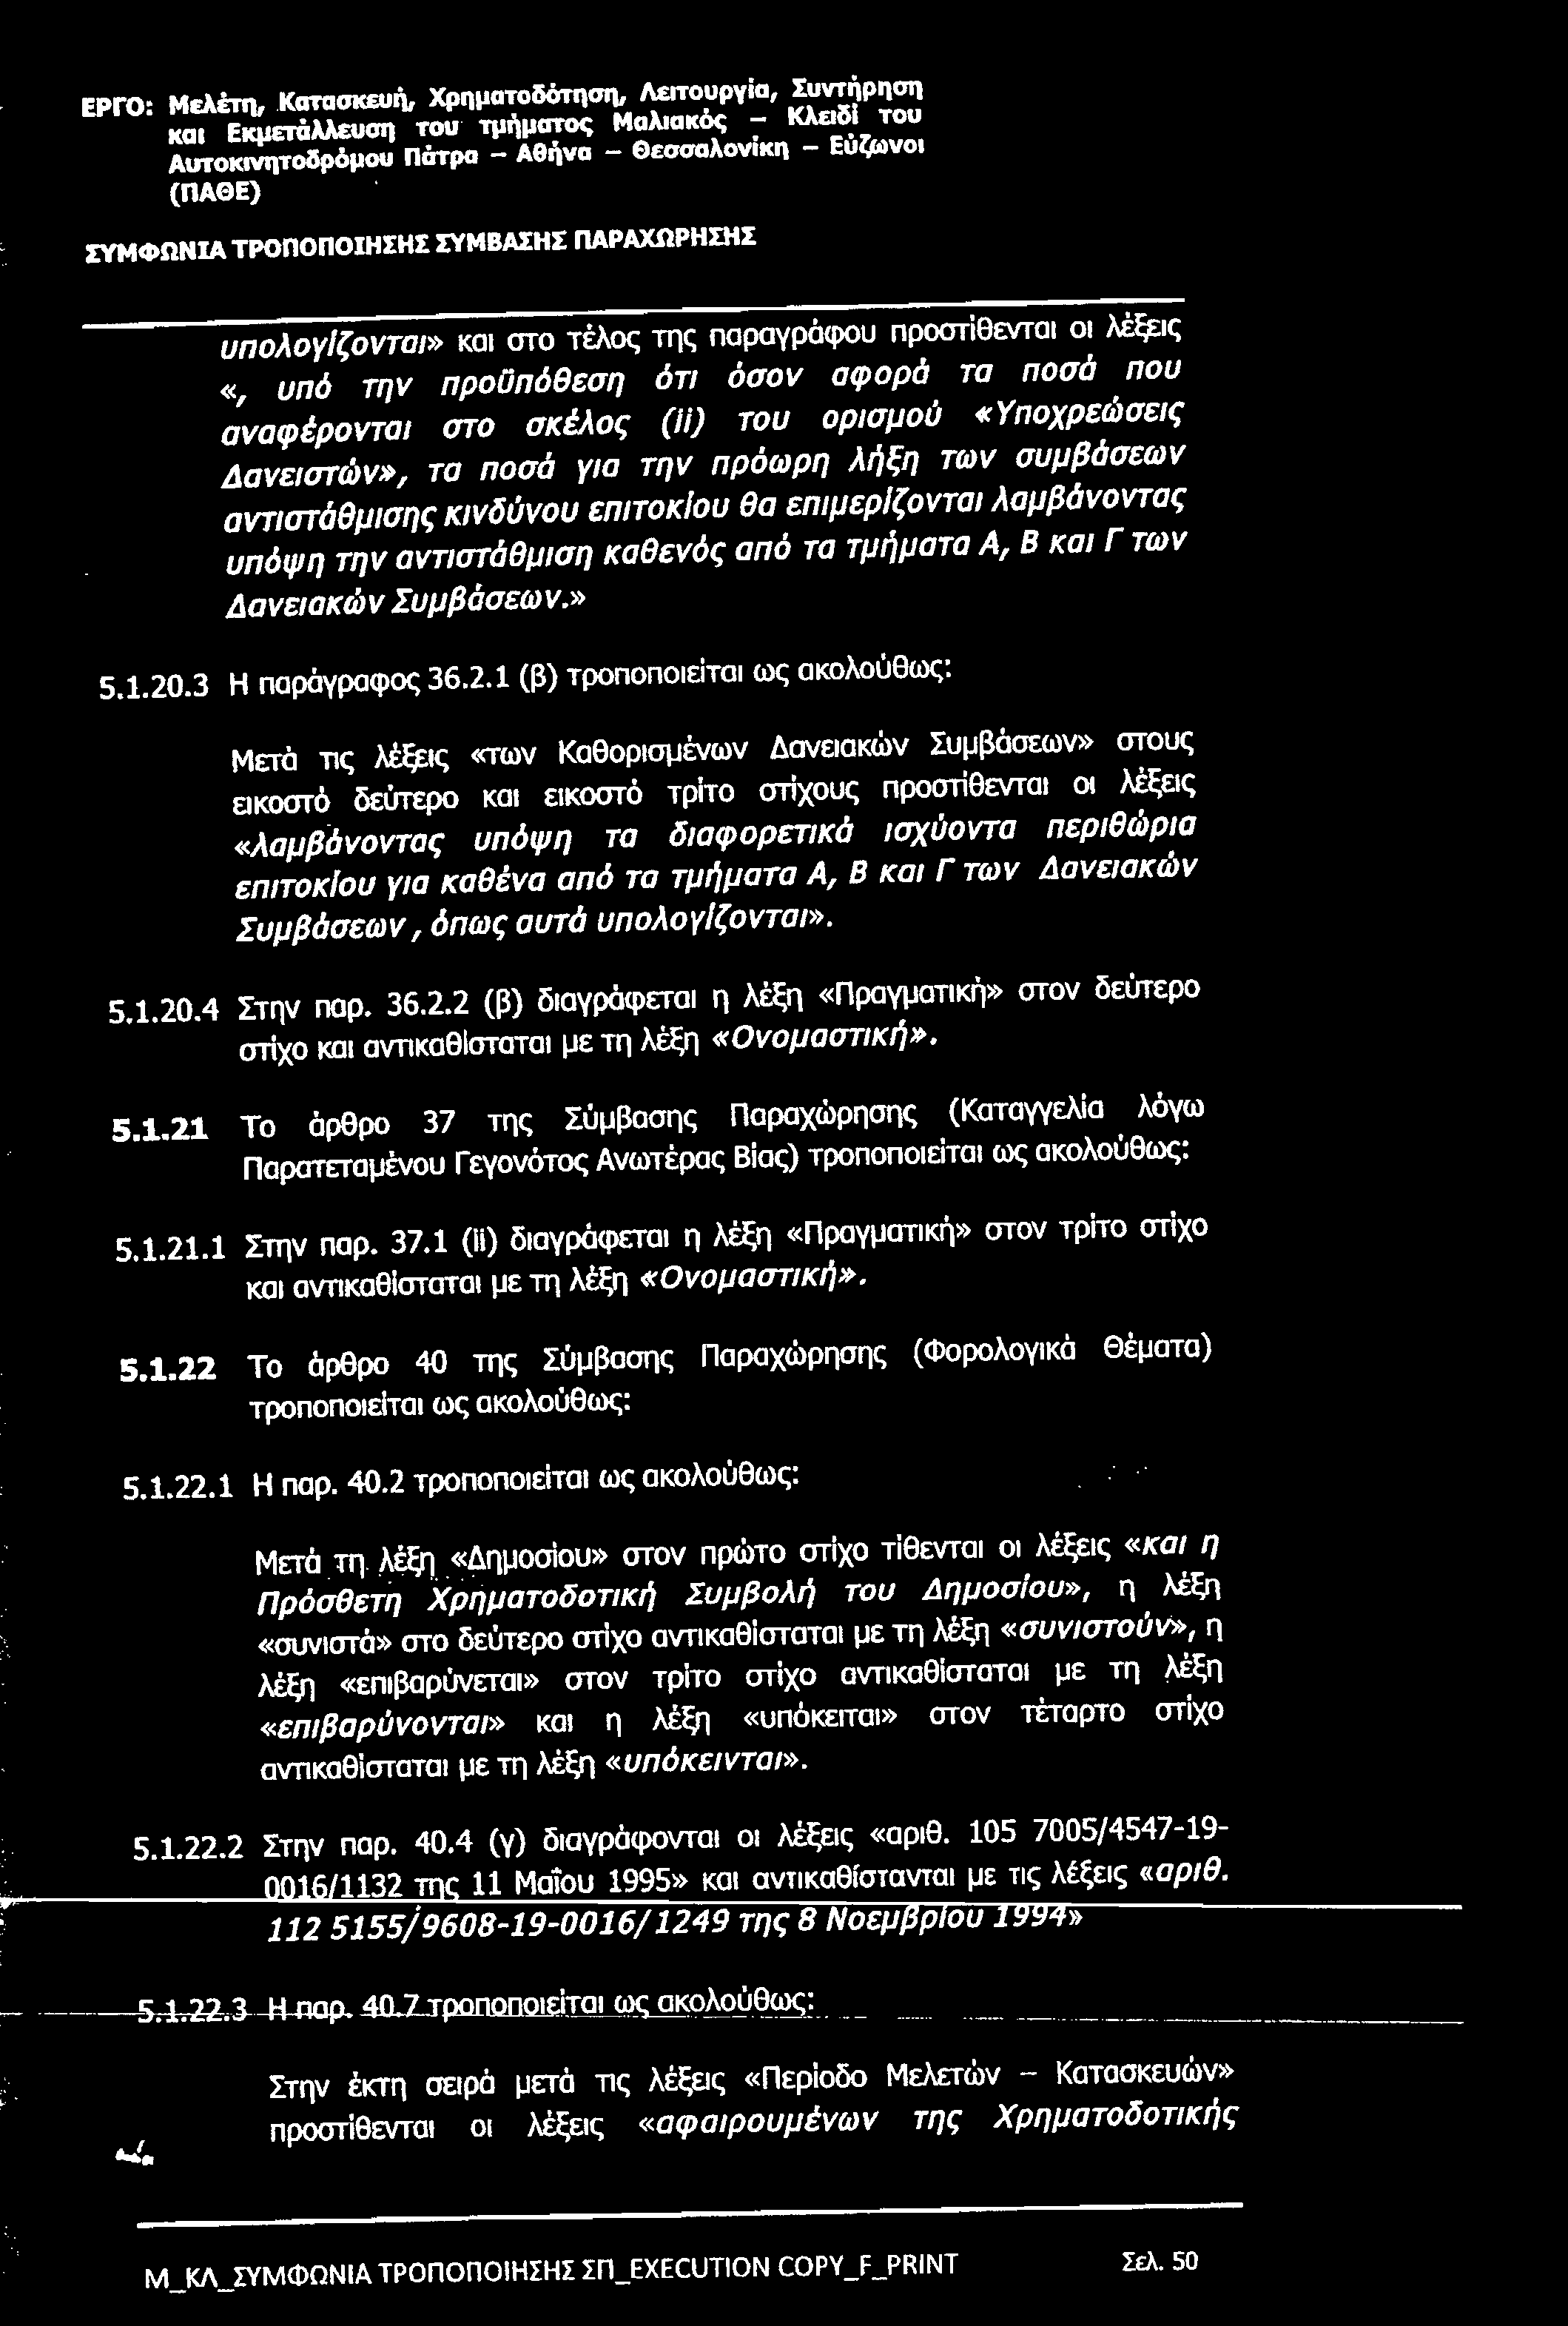 ΕΡΓΟ: Μελέτη, Κατασκευή, Χρηματοδότηση, Λειτουργία, Συντήρηση
και Εκμετάλλευση του τμήματος Μαλιακός – Κλειδί του
Αυτοκινητοδρόμου Πάτρα – Αθήνα – Θεσσαλονίκη – Εύζωνοι
(ΠΑΘΕ)
ΣΥΜΦΩΝΙΑ ΤΡΟΠΟΠΟΙΗΣΗΣ ΣΥΜΒΑΣΗΣ ΠΑΡΑΧΩΡΗΣΗΣ
υπολογίζονται» και στο τέλος της παραγράφου προστίθενται οι λέξεις
«, υπό την προϋπόθεση ότι όσον αφορά τα ποσά που
αναφέρονται στο σκέλος (ii) του ορισμού «Υποχρεώσεις
Δανειστών», τα ποσά για την πρόωρη λήξη των συμβάσεων
αντιστάθμισης κινδύνου επιτοκίου θα επιμερίζονται λαμβάνοντας
υπόψη την αντιστάθμιση καθενός από τα τμήματα Α, Β και Γ των
Δανειακών Συμβάσεων.»
5.1.20.3 Η παράγραφος 36.2.1 (β) τροποποιείται ως ακολούθως:
Μετά τις λέξεις «των Καθορισμένων Δανειακών Συμβάσεων» στους
εικοστό δεύτερο και εικοστό τρίτο στίχους προστίθενται οι λέξεις
«λαμβάνοντας υπόψη τα διαφορετικά ισχύοντα περιθώρια
επιτοκίου για καθένα από τα τμήματα Α, Β και Γ των Δανειακών
Συμβάσεων, όπως αυτά υπολογίζονται».
5.1.20.4 Στην παρ. 36.2.2 (β) διαγράφεται η λέξη «Πραγματική» στον δεύτερο
στίχο και αντικαθίσταται με τη λέξη «Ονομαστική».
5.1.21 Το άρθρο 37 της Σύμβασης Παραχώρησης (Καταγγελία λόγω
Παρατεταμένου Γεγονότος Ανωτέρας Βίας) τροποποιείται ως ακολούθως:
5.1.21.1 Στην παρ. 37.1 (ii) διαγράφεται η λέξη «Πραγματική» στον τρίτο στίχο
και αντικαθίσταται με τη λέξη «Ονομαστική».
5.1.22 Το άρθρο 40 της Σύμβασης Παραχώρησης (Φορολογικά Θέματα)
τροποποιείται ως ακολούθως:
5.1.22.1 Η παρ. 40.2 τροποποιείται ως ακολούθως:
Μετά τη λέξη «Δημοσίου» στον πρώτο στίχο τίθενται οι λέξεις «και η
Πρόσθετη Χρηματοδοτική Συμβολή του Δημοσίου», η λέξη
«συνιστά» στο δεύτερο στίχο αντικαθίσταται με τη λέξη «συνιστούν», η
λέξη «επιβαρύνεται» στον τρίτο στίχο αντικαθίσταται με τη λέξη
«επιβαρύνονται» και η λέξη «υπόκειται» στον τέταρτο στίχο
αντικαθίσταται με τη λέξη «υπόκεινται».
5.1.22.2 Στην παρ. 40.4 (γ) διαγράφονται οι λέξεις «αριθ. 105 7005/4547-19-
0016/1132 της 11 Μαΐου 1995» και αντικαθίστανται με τις λέξεις «αριθ.
112 5155/9608-19-0016/1249 της 8 Νοεμβρίου 1994»
5.1.22.3 Η παρ. 40.7 τροποποιείται ως ακολούθως:
Στην έκτη σειρά μετά τις λέξεις «Περίοδο Μελετών – Κατασκευών»
προστίθενται οι λέξεις «αφαιρουμένων της Χρηματοδοτικής
Μ_ΚΛ_ΣΥΜΦΩΝΙΑ ΤΡΟΠΟΠΟΙΗΣΗΣ ΣΠ_EXECUTION COPY_F_PRINT Σελ. 50